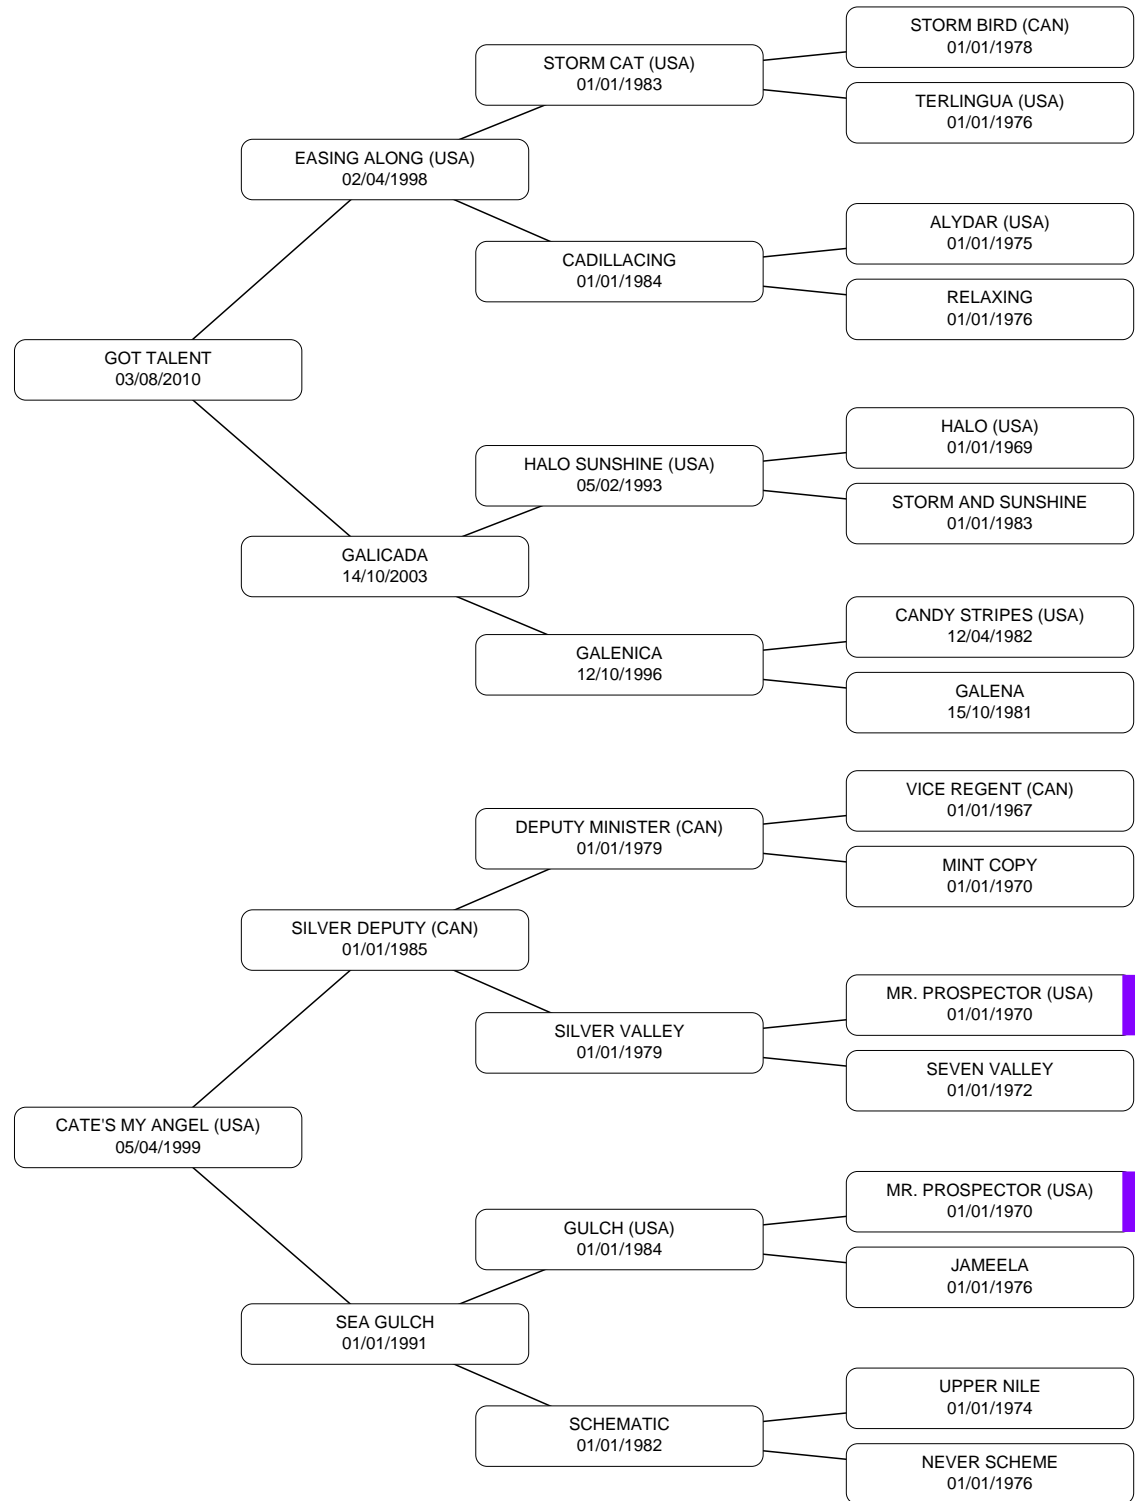 STORM BIRD (CAN)
01/01/1978
STORM CAT (USA)
01/01/1983
TERLINGUA (USA)
01/01/1976
EASING ALONG (USA)
02/04/1998
ALYDAR (USA)
01/01/1975
CADILLACING
01/01/1984
RELAXING
01/01/1976
GOT TALENT
03/08/2010
HALO (USA)
01/01/1969
HALO SUNSHINE (USA)
05/02/1993
STORM AND SUNSHINE
01/01/1983
GALICADA
14/10/2003
CANDY STRIPES (USA)
12/04/1982
GALENICA
12/10/1996
GALENA
15/10/1981
VICE REGENT (CAN)
01/01/1967
DEPUTY MINISTER (CAN)
01/01/1979
MINT COPY
01/01/1970
SILVER DEPUTY (CAN)
01/01/1985
MR. PROSPECTOR (USA)
01/01/1970
SILVER VALLEY
01/01/1979
SEVEN VALLEY
01/01/1972
CATE'S MY ANGEL (USA)
05/04/1999
MR. PROSPECTOR (USA)
01/01/1970
GULCH (USA)
01/01/1984
JAMEELA
01/01/1976
SEA GULCH
01/01/1991
UPPER NILE
01/01/1974
SCHEMATIC
01/01/1982
NEVER SCHEME
01/01/1976